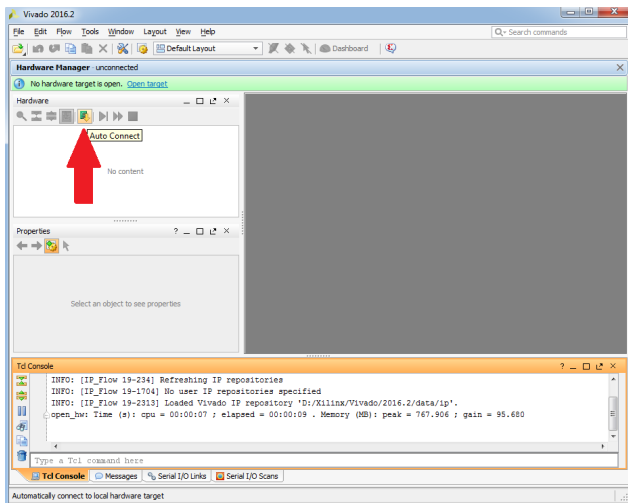 Vivado 2016.2
File Edit Flow Tools Window Layout View Help
Search commands
Default Layout
Dashboard
Hardware Manager - unconnected
No hardware target is open. Open target
Hardware
Auto Connect
No content
Properties
Select an object to see properties
Tcl Console
INFO: [IP_Flow 19-234] Refreshing IP repositories
INFO: [IP_Flow 19-1704] No user IP repositories specified
INFO: [IP_Flow 19-2313] Loaded Vivado IP repository 'D:/Xilinx/Vivado/2016.2/data/ip'.
open_hw: Time (s): cpu = 00:00:07 ; elapsed = 00:00:09 . Memory (MB): peak = 767.906 ; gain = 95.680
Type a Tcl command here
Tcl Console Messages Serial I/O Links Serial I/O Scans
Automatically connect to local hardware target